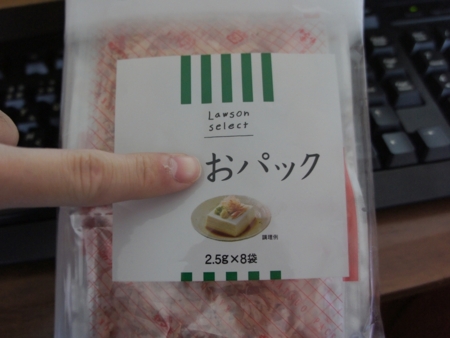 Lawson
select
おパック
調理例
2.5g×8袋